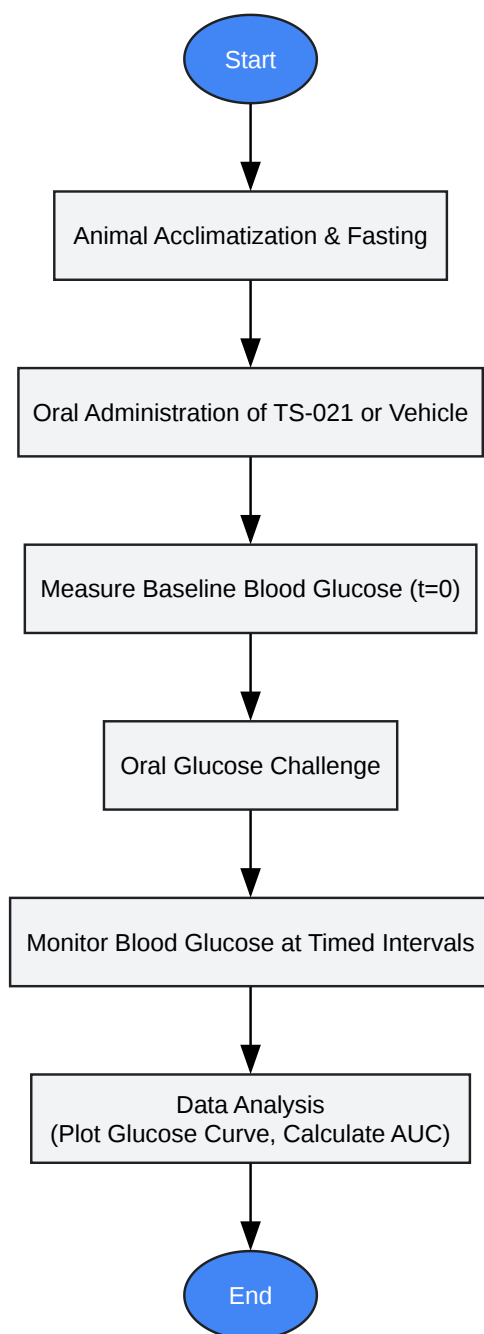 Start
Animal Acclimatization & Fasting
Oral Administration of TS-021 or Vehicle
Measure Baseline Blood Glucose (t=0)
Oral Glucose Challenge
Monitor Blood Glucose at Timed Intervals
Data Analysis
(Plot Glucose Curve, Calculate AUC)
End